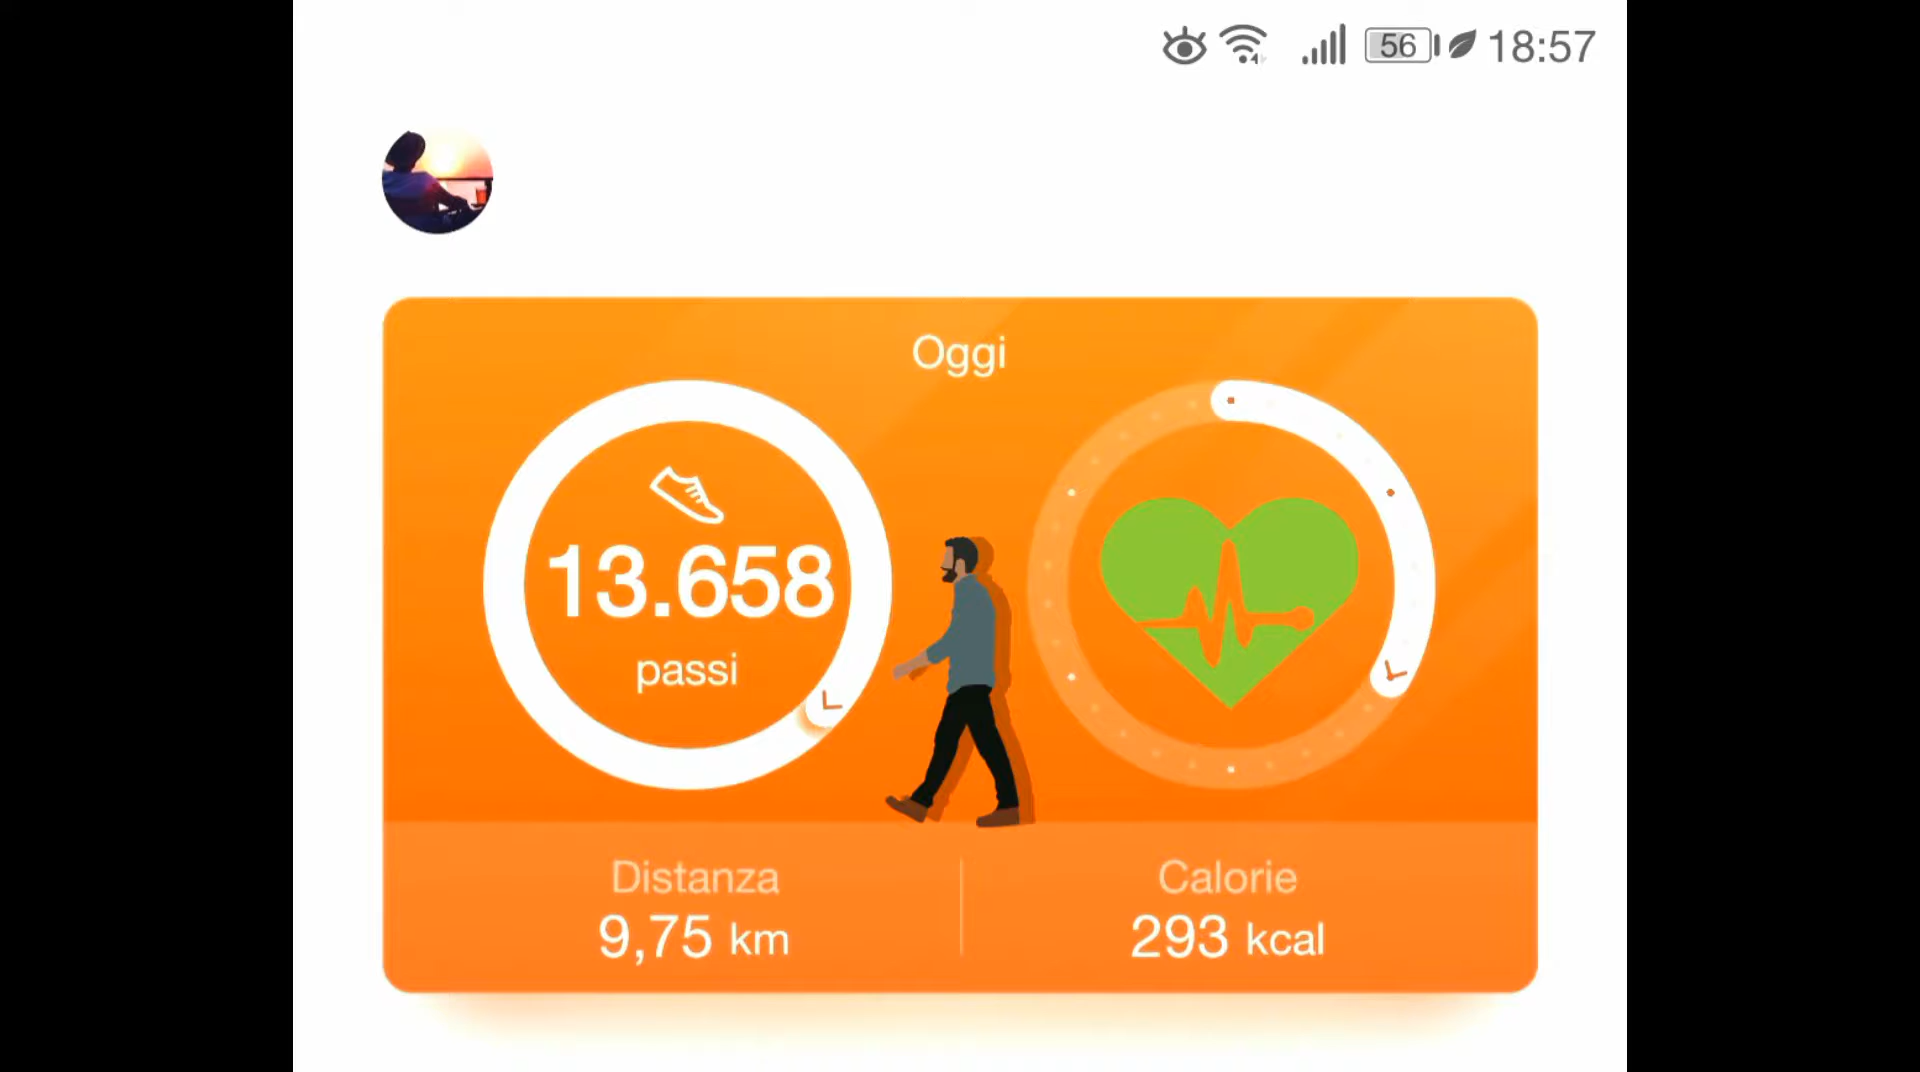 56 18:57
Oggi
13.658
passi
Distanza
9,75 km
Calorie
293 kcal